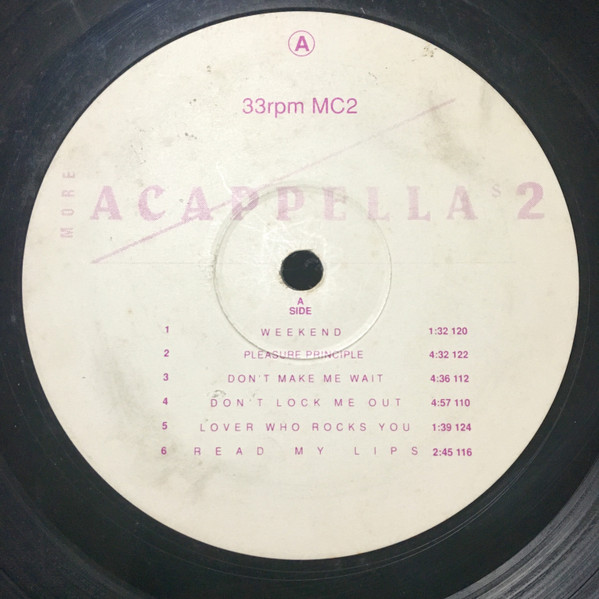 A
33rpm MC2
MORE
ACAPPELLAS 2
A
SIDE
1 WEEKEND 1:32 120
2 PLEASURE PRINCIPLE 4:32 122
3 DON'T MAKE ME WAIT 4:36 112
4 DON'T LOCK ME OUT 4:57 110
5 LOVER WHO ROCKS YOU 1:39 124
6 READ MY LIPS 2:45 116